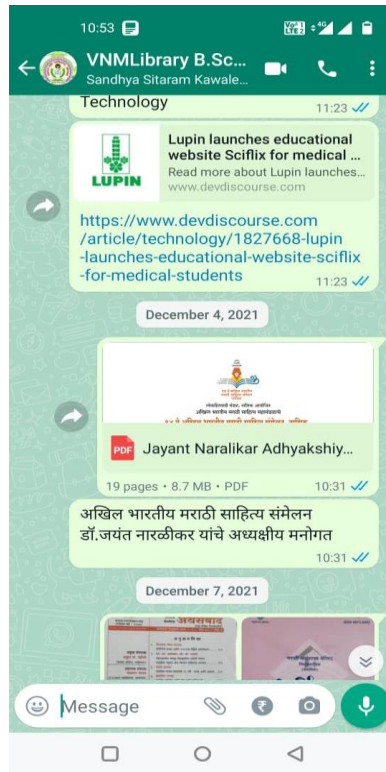 10:53
VNMLibrary B.Sc...
Sandhya Sitaram Kawale...
Technology
11:23
LUPIN
Lupin launches educational
website Sciflix for medical ...
Read more about Lupin launches...
www.devdiscourse.com
https://www.devdiscourse.com
/article/technology/1827668-lupin
-launches-educational-website-sciflix
-for-medical-students
11:23
December 4, 2021
अखिल भारतीय मराठी साहित्य महामंडळाचे
PDF Jayant Naralikar Adhyakshiy...
19 pages • 8.7 MB • PDF 10:31
अखिल भारतीय मराठी साहित्य संमेलन
डॉ.जयंत नारळीकर यांचे अध्यक्षीय मनोगत
10:31
December 7, 2021
Message